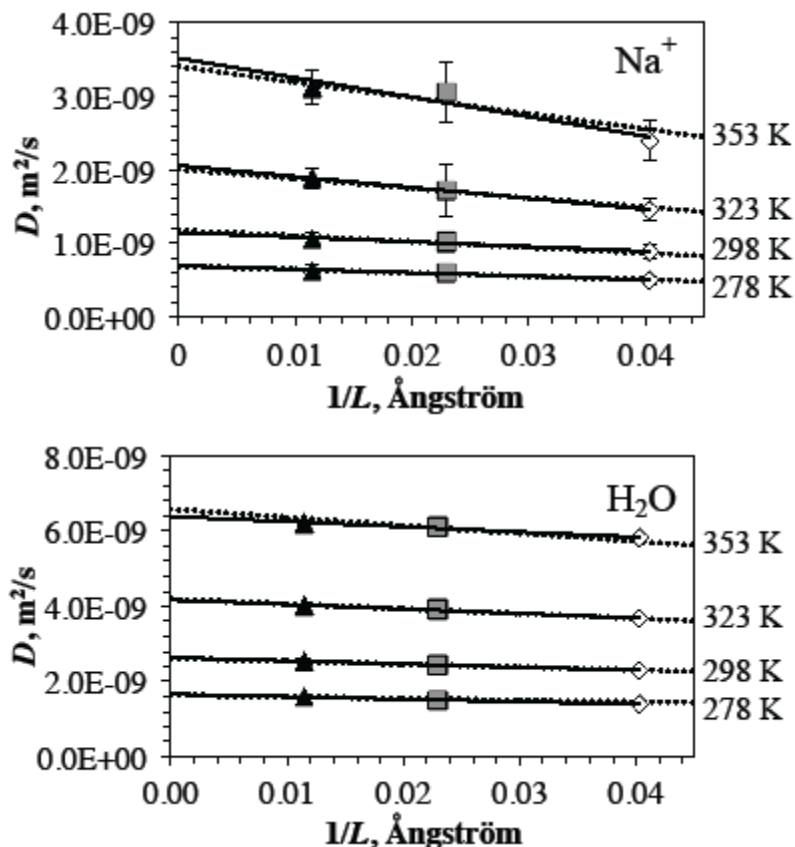 4.0E-09
Na+
3.0E-09
353 K
D, m²/s
2.0E-09
323 K
1.0E-09
298 K
278 K
0.0E+00
0 0.01 0.02 0.03 0.04
1/L, Ångström
8.0E-09
H₂O
6.0E-09
353 K
D, m²/s
4.0E-09
323 K
298 K
2.0E-09
278 K
0.0E+00
0.00 0.01 0.02 0.03 0.04
1/L, Ångström